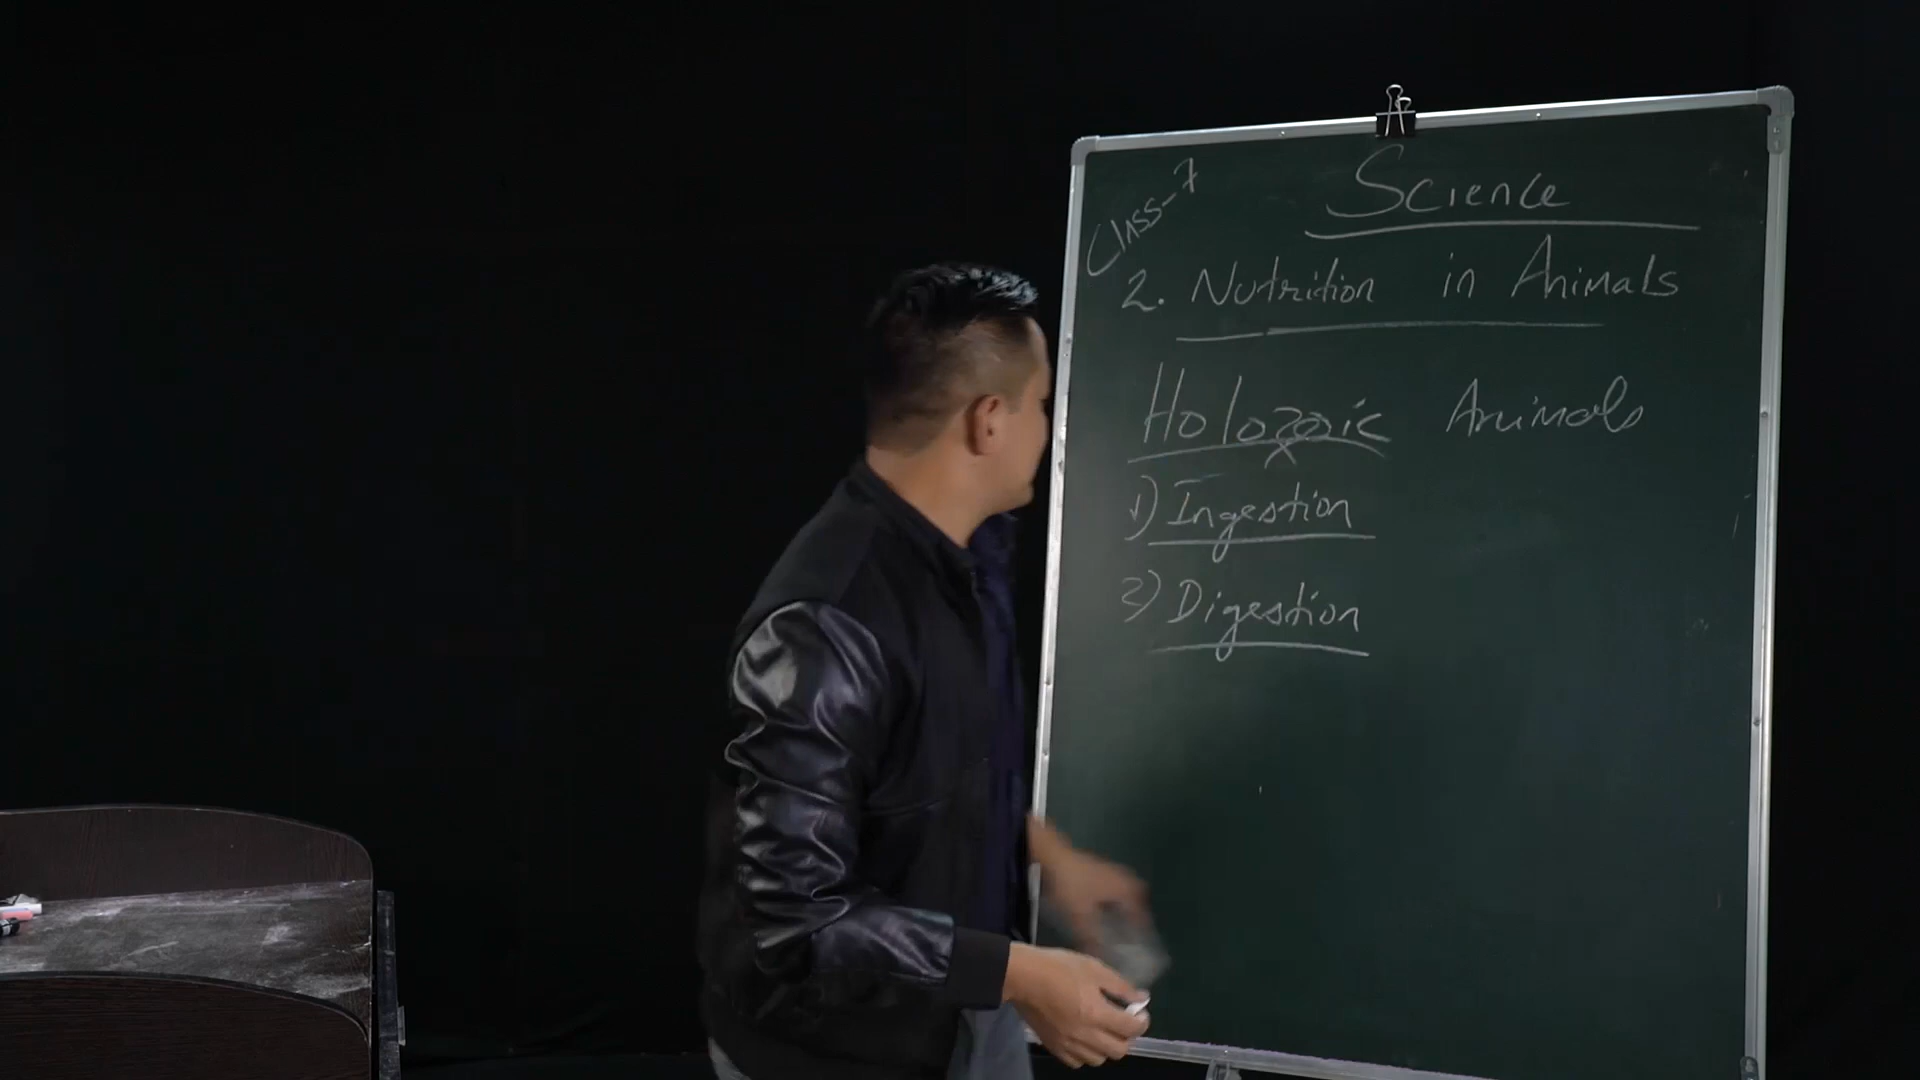 Class-7
Science
2. Nutrition in Animals
Holozoic Animals
1) Ingestion
2) Digestion